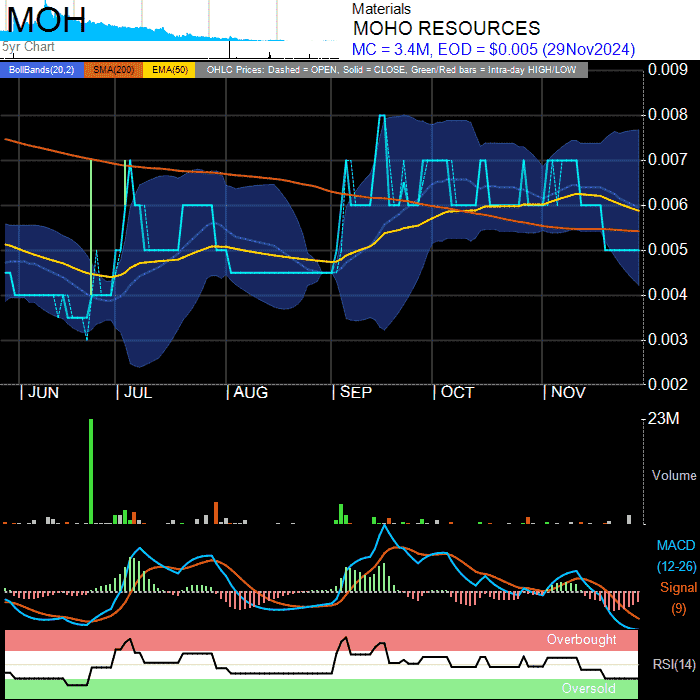 MOH
5yr Chart
Materials
MOHO RESOURCES
MC = 3.4M, EOD = $0.005 (29Nov2024)
BollBands(20,2) SMA(200) EMA(50) OHLC Prices: Dashed = OPEN, Solid = CLOSE, Green/Red bars = Intra-day HIGH/LOW
0.009
0.008
0.007
0.006
0.005
0.004
0.003
0.002
JUN JUL AUG SEP OCT NOV
23M
Volume
MACD
(12-26)
Signal
(9)
Overbought
RSI(14)
Oversold